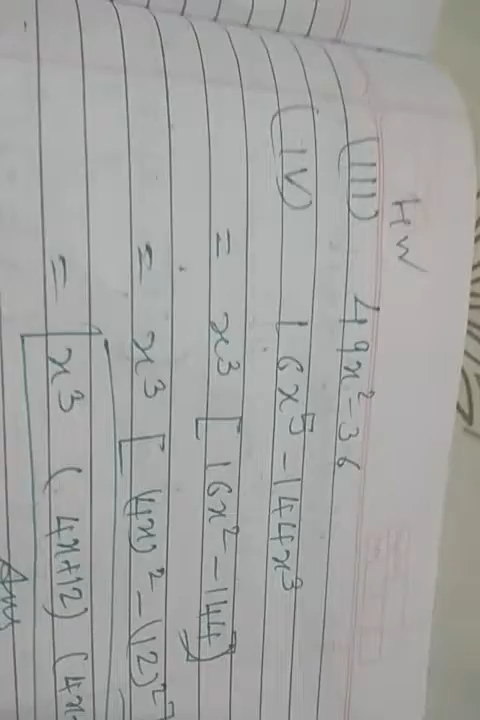 HW
(III) 49x² - 36
(IV) 16x⁵ - 144x³
= x³ [16x² - 144]
= x³ [(4x)² - (12)²]
= x³ (4x+12) (4x-
Ans